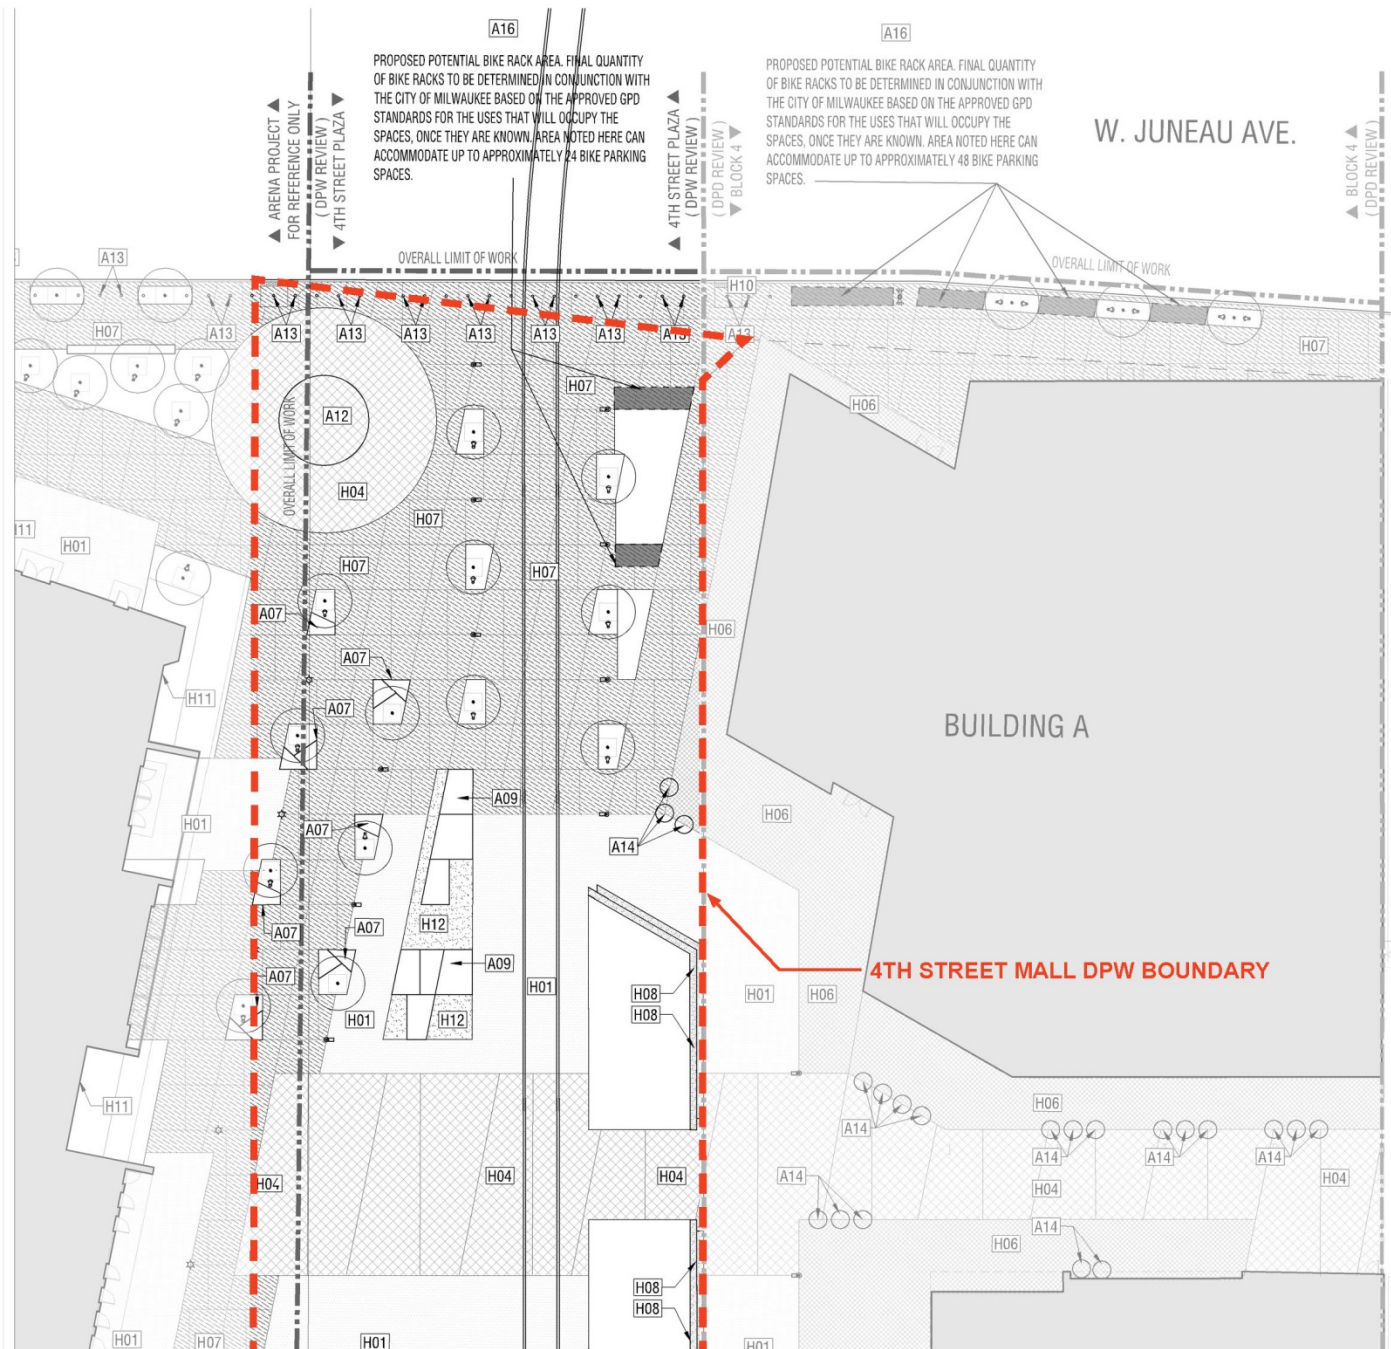 A16
PROPOSED POTENTIAL BIKE RACK AREA. FINAL QUANTITY
OF BIKE RACKS TO BE DETERMINED IN CONJUNCTION WITH
THE CITY OF MILWAUKEE BASED ON THE APPROVED GPD
STANDARDS FOR THE USES THAT WILL OCCUPY THE
SPACES, ONCE THEY ARE KNOWN. AREA NOTED HERE CAN
ACCOMMODATE UP TO APPROXIMATELY 24 BIKE PARKING
SPACES.
A16
PROPOSED POTENTIAL BIKE RACK AREA. FINAL QUANTITY
OF BIKE RACKS TO BE DETERMINED IN CONJUNCTION WITH
THE CITY OF MILWAUKEE BASED ON THE APPROVED GPD
STANDARDS FOR THE USES THAT WILL OCCUPY THE
SPACES, ONCE THEY ARE KNOWN. AREA NOTED HERE CAN
ACCOMMODATE UP TO APPROXIMATELY 48 BIKE PARKING
SPACES.
W. JUNEAU AVE.
ARENA PROJECT
FOR REFERENCE ONLY
(DPW REVIEW)
4TH STREET PLAZA
4TH STREET PLAZA
(DPW REVIEW)
(DPD REVIEW)
BLOCK 4
BLOCK 4
(DPD REVIEW)
OVERALL LIMIT OF WORK
OVERALL LIMIT OF WORK
A13
H10
H07
A13
A13
A13
A13
A13
A13
A13
A13
A13
H07
H07
H06
A12
OVERALL LIMIT OF WORK
H04
H07
H11
H01
H07
H07
A07
H06
A07
H11
A07
BUILDING A
A09
H01
A07
H06
A14
H12
A07
A07
A09
4TH STREET MALL DPW BOUNDARY
A07
H01
H08
H01
H06
H08
H01
H12
H11
H06
A14
A14
A14
A14
H04
H04
H04
A14
H04
H04
A14
H06
H08
H08
H01
H07
H01
H01